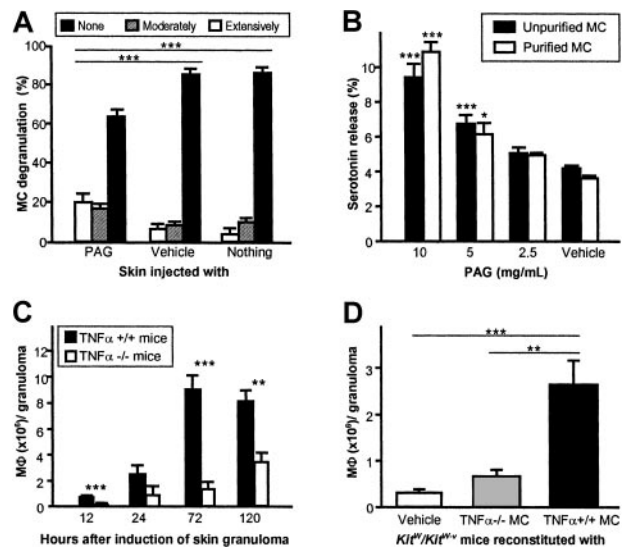 A
None Moderately Extensively
***
***
MC degranulation (%)
100
80
60
40
20
0
PAG Vehicle Nothing
Skin injected with
B
Unpurified MC
Purified MC
Serotonin release (%)
10
8
6
4
2
0
***
***
***
*
10 5 2.5 Vehicle
PAG (mg/mL)
C
TNFα +/+ mice
TNFα -/- mice
MΦ (x10⁶)/ granuloma
12
10
8
6
4
2
0
***
***
**
12 24 72 120
Hours after induction of skin granuloma
D
***
**
MΦ (x10⁶)/ granuloma
3
2
1
0
Vehicle TNFα-/- MC TNFα+/+ MC
Kitᵂ/Kitᵂ⁻ᵛ mice reconstituted with